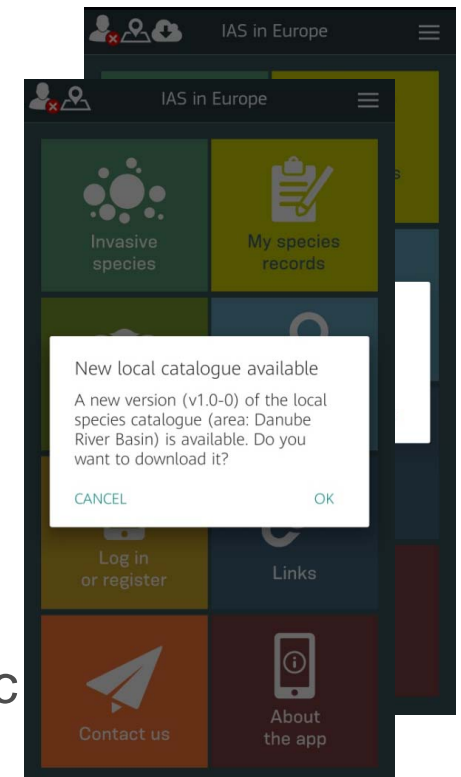 IAS in Europe
s
IAS in Europe
Invasive
species
My species
records
New local catalogue available
A new version (v1.0-0) of the local
species catalogue (area: Danube
River Basin) is available. Do you
want to download it?
CANCEL
OK
Log in
or register
Links
c
Contact us
About
the app